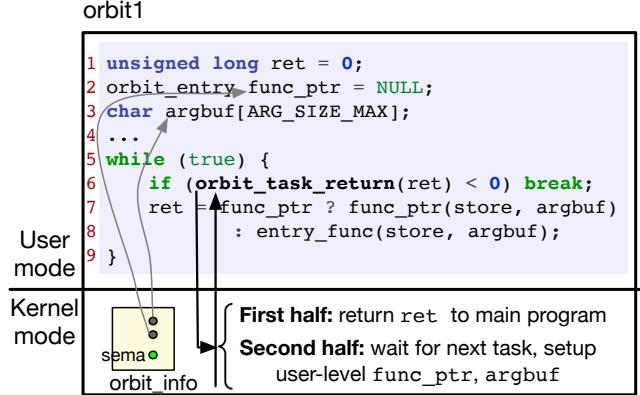 orbit1
1 unsigned long ret = 0;
2 orbit_entry func_ptr = NULL;
3 char argbuf[ARG_SIZE_MAX];
4 ...
5 while (true) {
6 if (orbit_task_return(ret) < 0) break;
7 ret = func_ptr ? func_ptr(store, argbuf)
8 : entry_func(store, argbuf);
9 }
User
mode
Kernel
mode
sema
orbit_info
First half: return ret to main program
Second half: wait for next task, setup
user-level func_ptr, argbuf